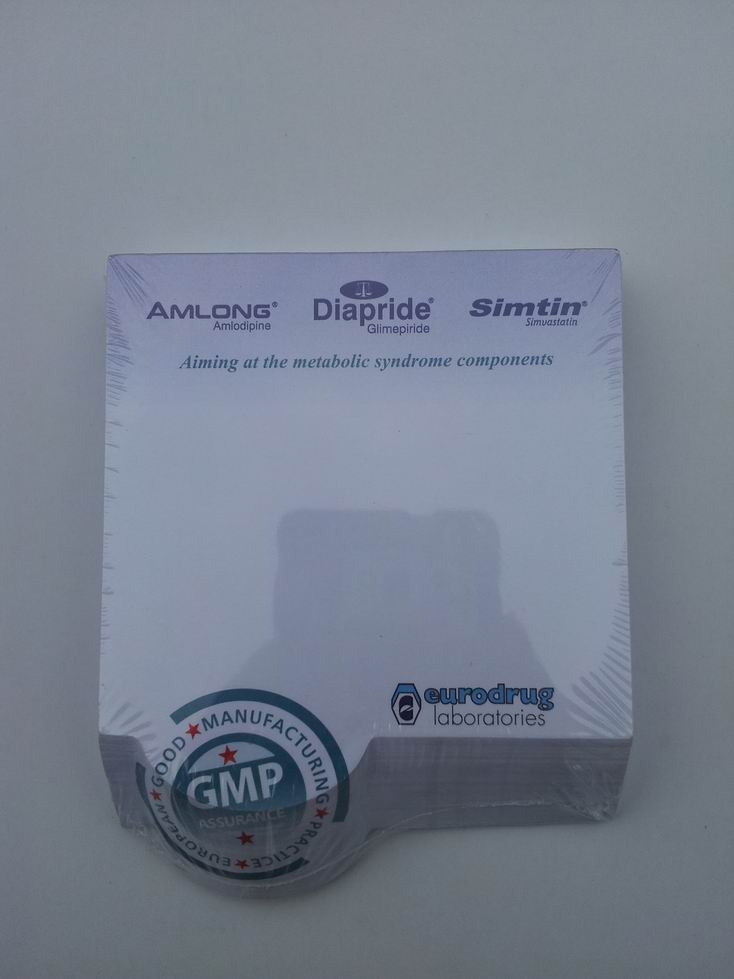 AMLONG®
Amlodipine
Diapride®
Glimepiride
Simtin®
Simvastatin
Aiming at the metabolic syndrome components
eurodrug
laboratories
EUROPEAN★GOOD★MANUFACTURING★PRACTICE★
GMP
ASSURANCE